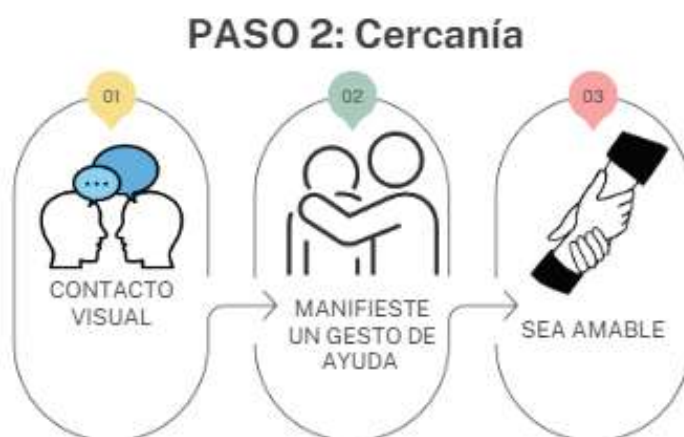 PASO 2: Cercanía
01
CONTACTO
VISUAL
02
MANIFIESTE
UN GESTO DE
AYUDA
03
SEA AMABLE